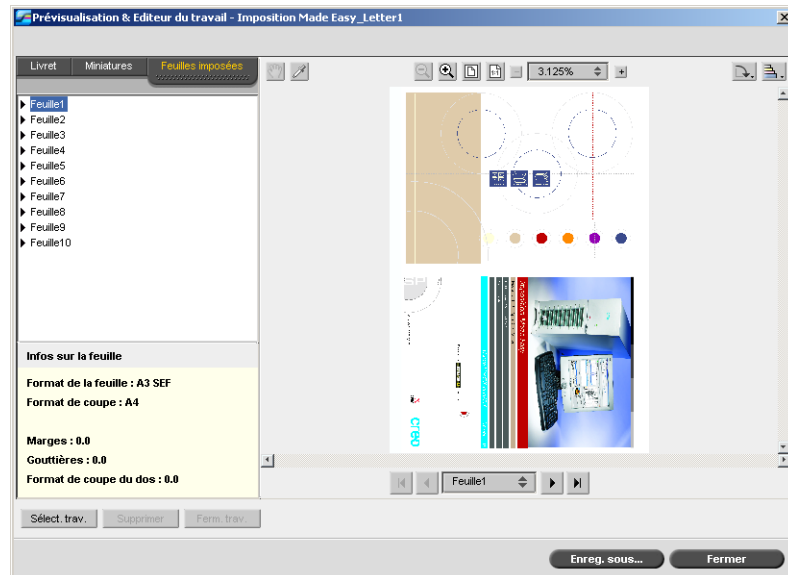 Prévisualisation & Editeur du travail - Imposition Made Easy_Letter1
Livret Miniatures Feuilles imposées
3.125%
Feuille1
Feuille2
Feuille3
Feuille4
Feuille5
Feuille6
Feuille7
Feuille8
Feuille9
Feuille10
creo
Infos sur la feuille
Format de la feuille : A3 SEF
Format de coupe : A4
Marges : 0.0
Gouttières : 0.0
Format de coupe du dos : 0.0
Feuille1
Sélect. trav. Supprimer Ferm. trav.
Enreg. sous... Fermer